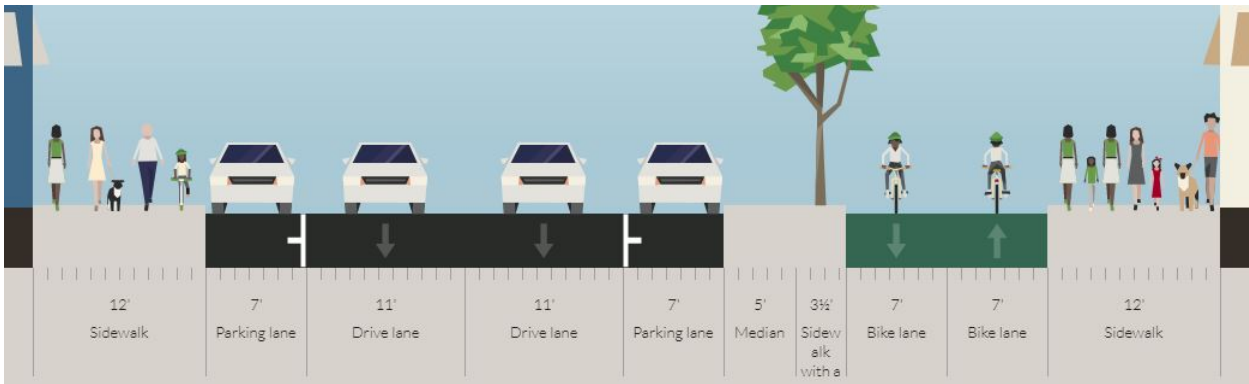 12' 7' 11' 11' 7' 5' 3½' 7' 7' 12'
Sidewalk Parking lane Drive lane Drive lane Parking lane Median Sidew Bike lane Bike lane Sidewalk
alk
with a